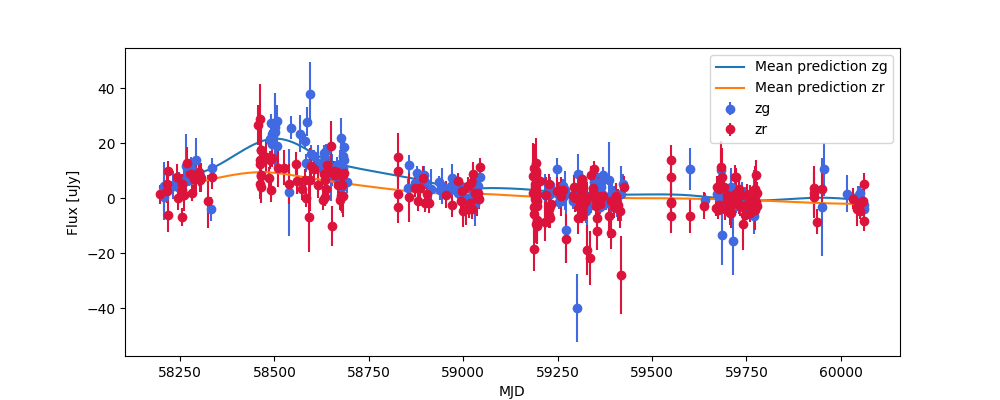 Mean prediction zg
Mean prediction zr
zg
zr
40
20
0
−20
−40
Flux [uJy]
58250
58500
58750
59000
59250
59500
59750
60000
MJD